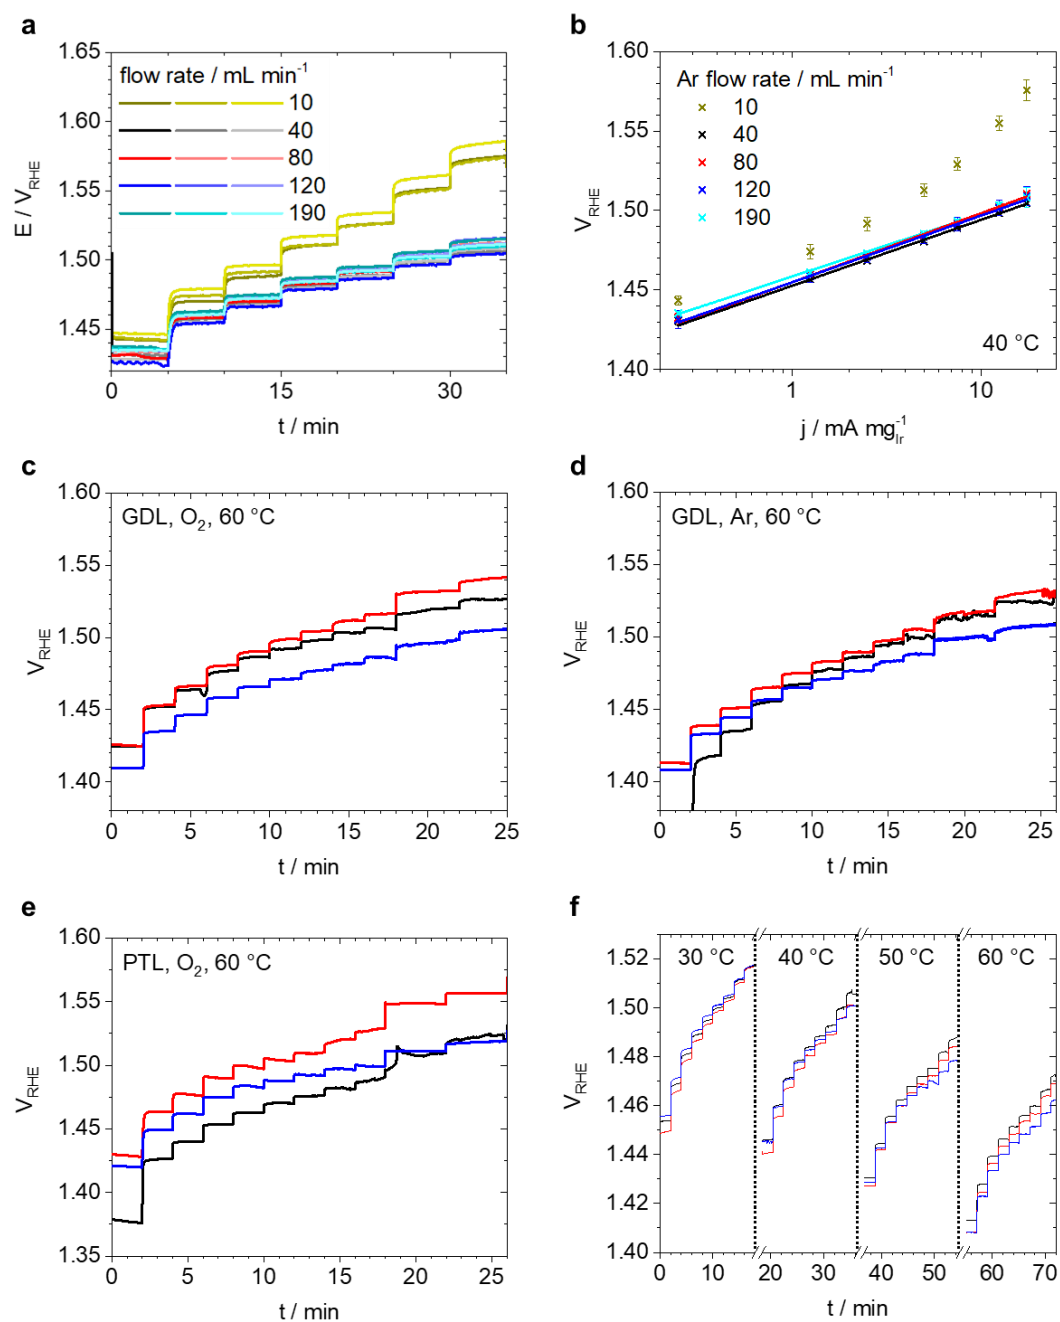 a
1.65
1.60
1.55
1.50
1.45
E / V_RHE
flow rate / mL min⁻¹
10
40
80
120
190
0
15
30
t / min
b
1.60
1.55
1.50
1.45
1.40
V_RHE
Ar flow rate / mL min⁻¹
10
40
80
120
190
40 °C
1
10
j / mA mg_Ir⁻¹
c
1.60
1.55
1.50
1.45
1.40
V_RHE
GDL, O₂, 60 °C
0 5 10 15 20 25
t / min
d
1.60
1.55
1.50
1.45
1.40
V_RHE
GDL, Ar, 60 °C
0 5 10 15 20 25
t / min
e
1.60
1.55
1.50
1.45
1.40
1.35
V_RHE
PTL, O₂, 60 °C
0 5 10 15 20 25
t / min
f
1.52
1.50
1.48
1.46
1.44
1.42
1.40
V_RHE
30 °C 40 °C 50 °C 60 °C
0 10 20 30 40 50 60 70
t / min